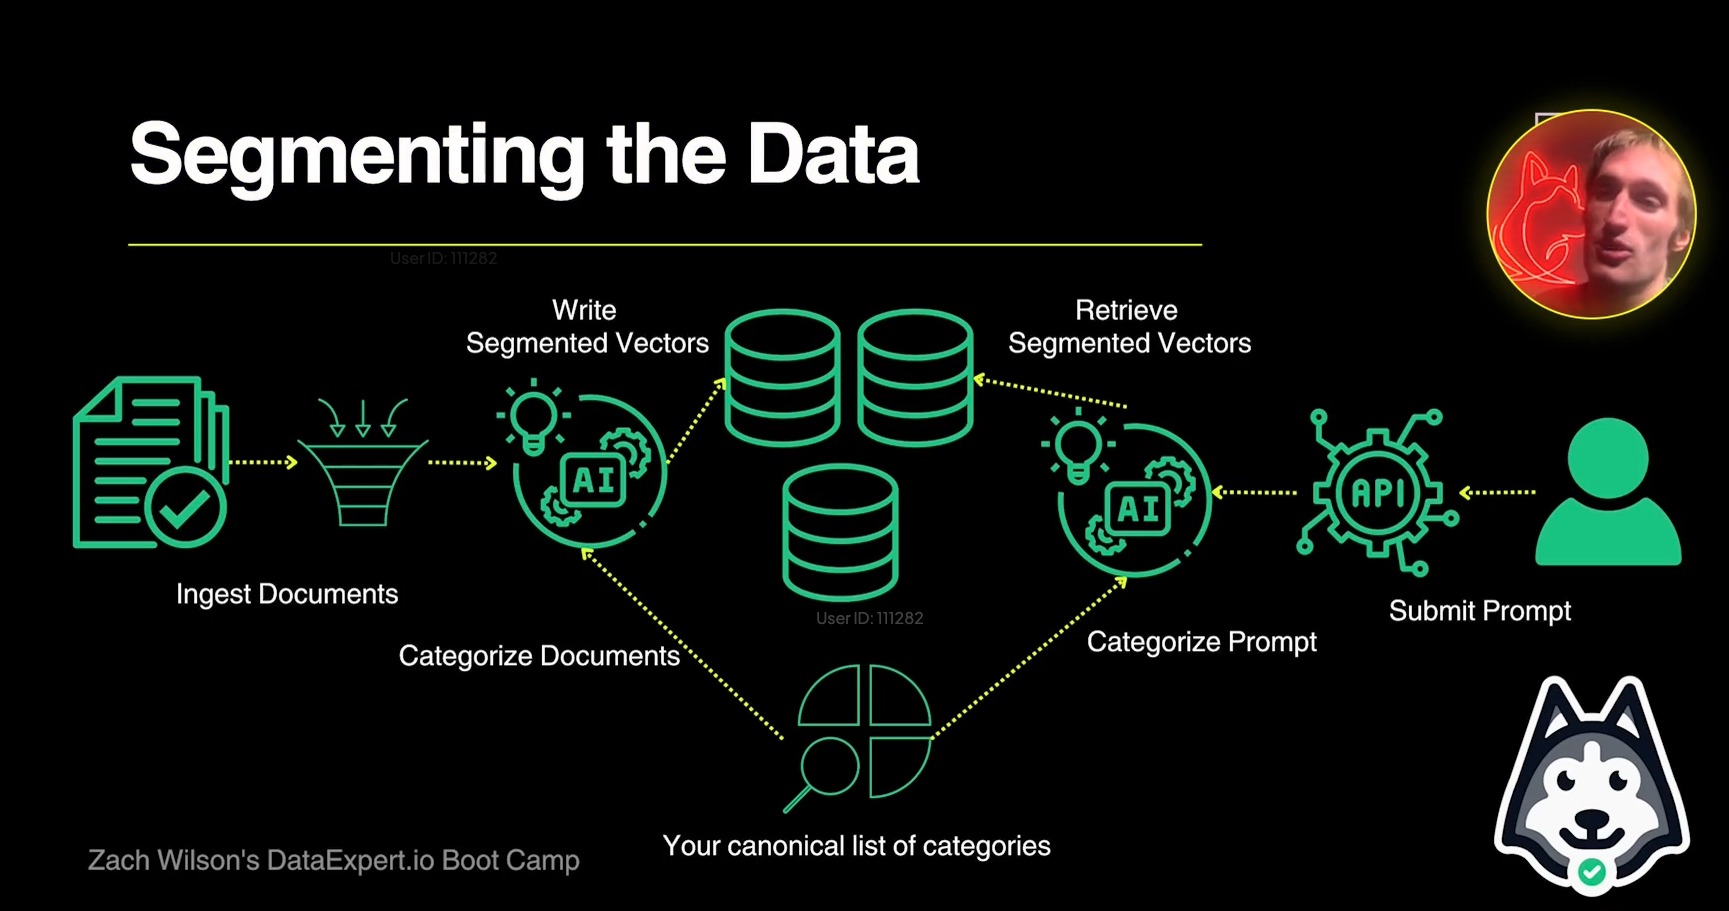 Segmenting the Data
User ID: 111282
Write
Segmented Vectors
Retrieve
Segmented Vectors
AI
AI
API
Ingest Documents
Submit Prompt
User ID: 111282
Categorize Documents
Categorize Prompt
Your canonical list of categories
Zach Wilson's DataExpert.io Boot Camp